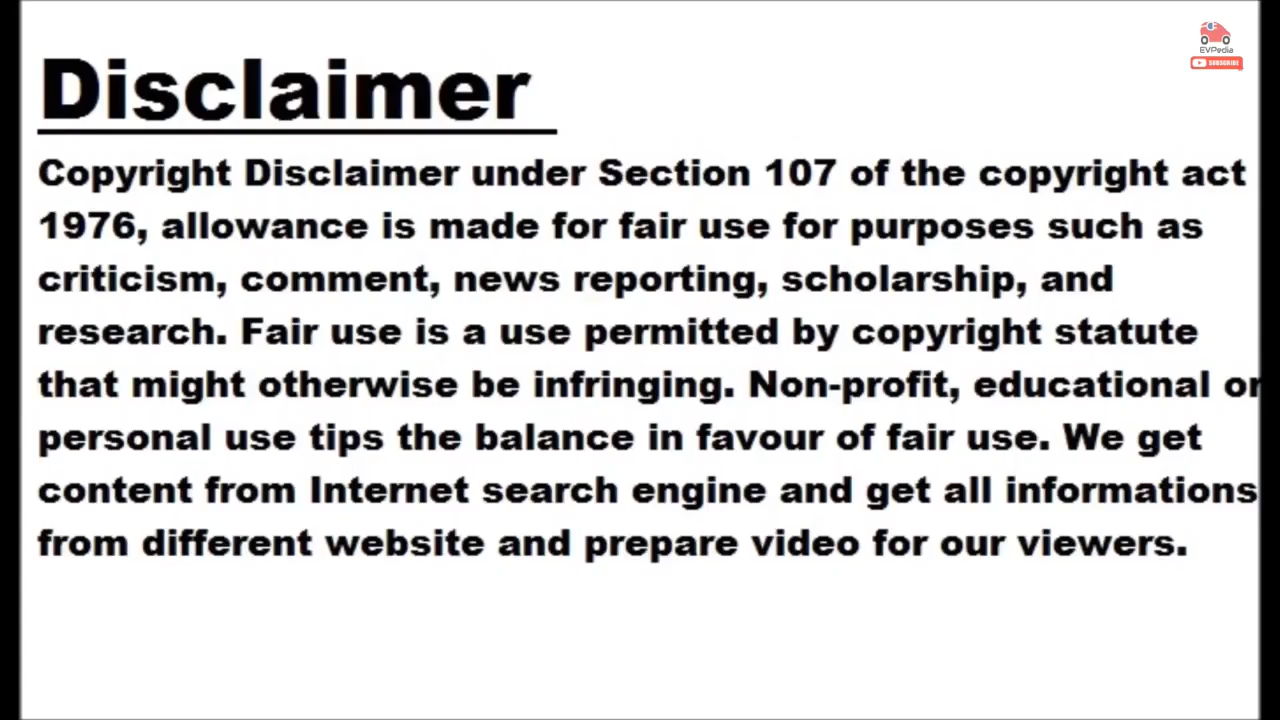 EVPedia
SUBSCRIBE
Disclaimer
Copyright Disclaimer under Section 107 of the copyright act
1976, allowance is made for fair use for purposes such as
criticism, comment, news reporting, scholarship, and
research. Fair use is a use permitted by copyright statute
that might otherwise be infringing. Non-profit, educational or
personal use tips the balance in favour of fair use. We get
content from Internet search engine and get all informations
from different website and prepare video for our viewers.